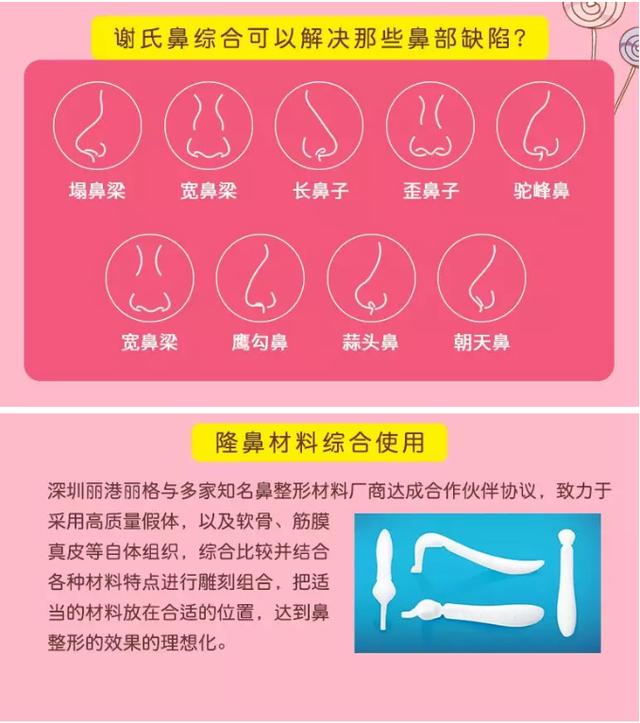 谢氏鼻综合可以解决那些鼻部缺陷?
塌鼻梁 宽鼻梁 长鼻子 歪鼻子 驼峰鼻
宽鼻梁 鹰勾鼻 蒜头鼻 朝天鼻
隆鼻材料综合使用
深圳丽港丽格与多家知名鼻整形材料厂商达成合作伙伴协议，致力于
采用高质量假体，以及软骨、筋膜
真皮等自体组织，综合比较并结合
各种材料特点进行雕刻组合，把适
当的材料放在合适的位置，达到鼻
整形的效果的理想化。